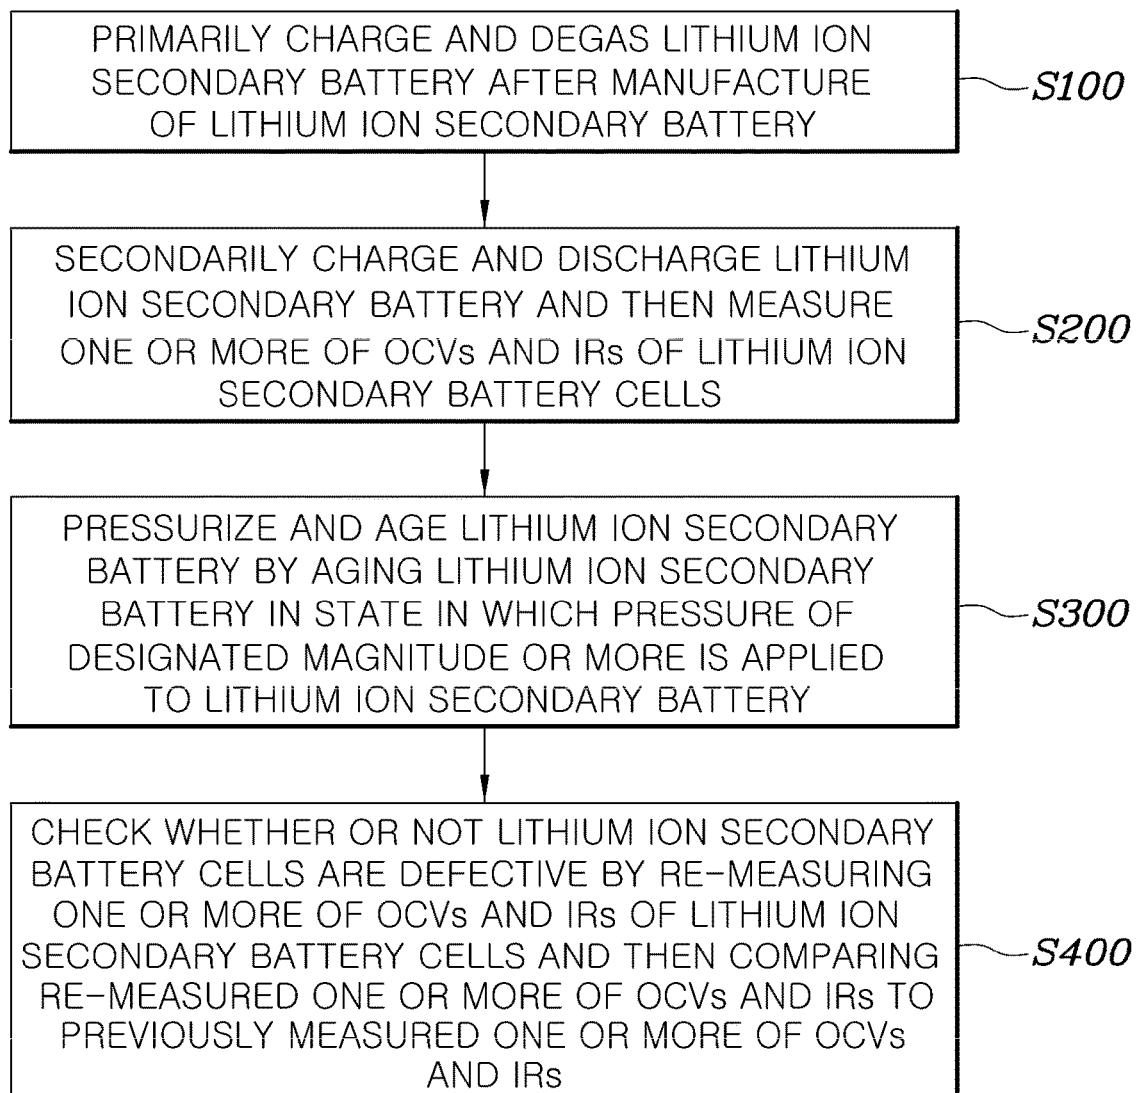 PRIMARILY CHARGE AND DEGAS LITHIUM ION
SECONDARY BATTERY AFTER MANUFACTURE
OF LITHIUM ION SECONDARY BATTERY
S100
SECONDARILY CHARGE AND DISCHARGE LITHIUM
ION SECONDARY BATTERY AND THEN MEASURE
ONE OR MORE OF OCVs AND IRs OF LITHIUM ION
SECONDARY BATTERY CELLS
S200
PRESSURIZE AND AGE LITHIUM ION SECONDARY
BATTERY BY AGING LITHIUM ION SECONDARY
BATTERY IN STATE IN WHICH PRESSURE OF
DESIGNATED MAGNITUDE OR MORE IS APPLIED
TO LITHIUM ION SECONDARY BATTERY
S300
CHECK WHETHER OR NOT LITHIUM ION SECONDARY
BATTERY CELLS ARE DEFECTIVE BY RE-MEASURING
ONE OR MORE OF OCVs AND IRs OF LITHIUM ION
SECONDARY BATTERY CELLS AND THEN COMPARING
RE-MEASURED ONE OR MORE OF OCVs AND IRs TO
PREVIOUSLY MEASURED ONE OR MORE OF OCVs
AND IRs
S400